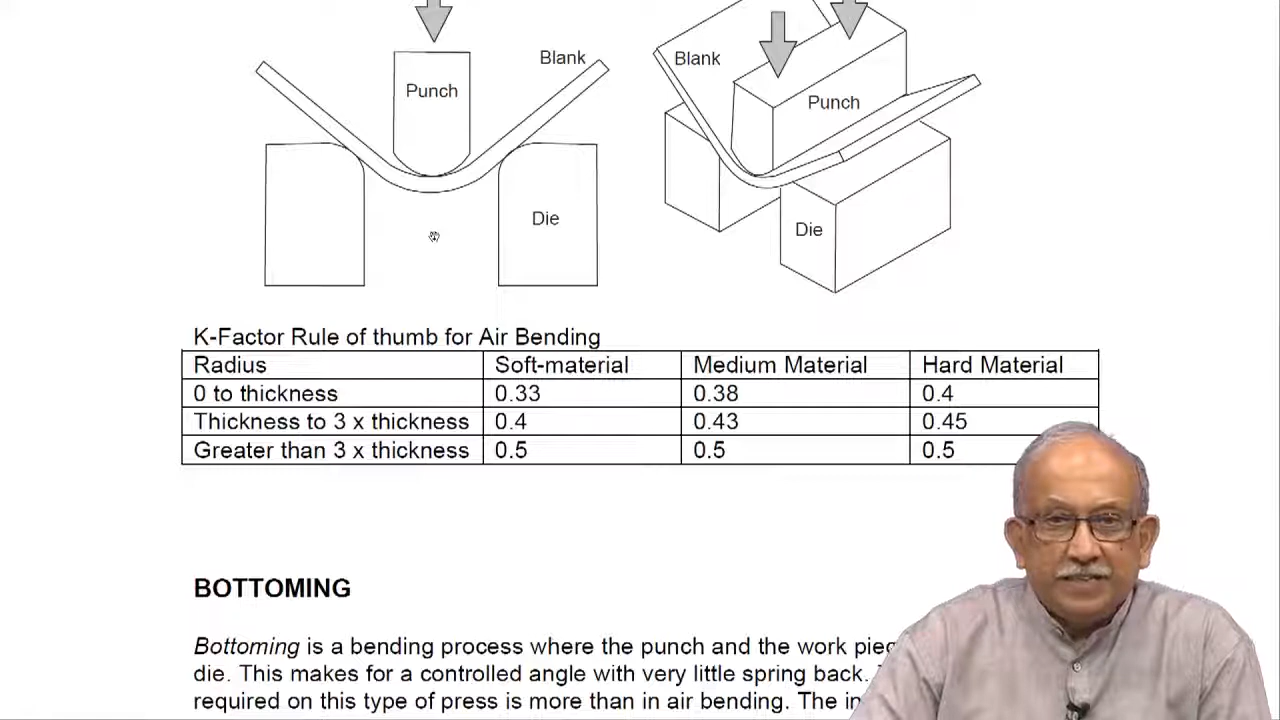 Blank
Punch
Die
Blank
Punch
Die
K-Factor Rule of thumb for Air Bending
Radius Soft-material Medium Material Hard Material
0 to thickness 0.33 0.38 0.4
Thickness to 3 x thickness 0.4 0.43 0.45
Greater than 3 x thickness 0.5 0.5 0.5
BOTTOMING
Bottoming is a bending process where the punch and the work
die. This makes for a controlled angle with very little spring back.
required on this type of press is more than in air bending. The